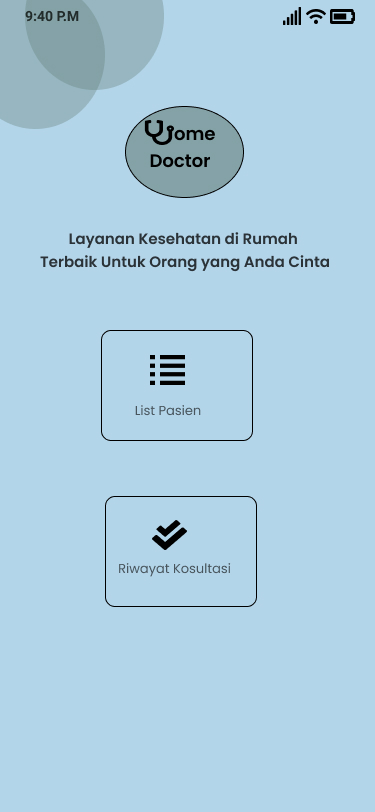 9:40 P.M
ome
Doctor
Layanan Kesehatan di Rumah
Terbaik Untuk Orang yang Anda Cinta
List Pasien
Riwayat Kosultasi